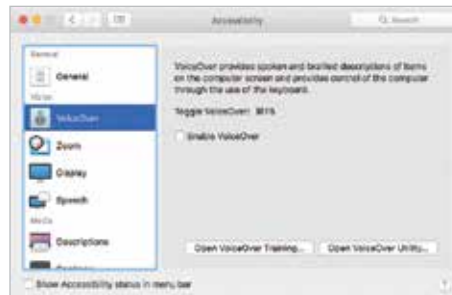 Accessibility
Search
General
General
Vision
VoiceOver
Zoom
Display
Speech
Media
Descriptions
VoiceOver provides spoken and brailled descriptions of items
on the computer screen and provides control of the computer
through the use of the keyboard.
Toggle VoiceOver: ⌘F5
Enable VoiceOver
Open VoiceOver Training...
Open VoiceOver Utility...
Show Accessibility status in menu bar
?